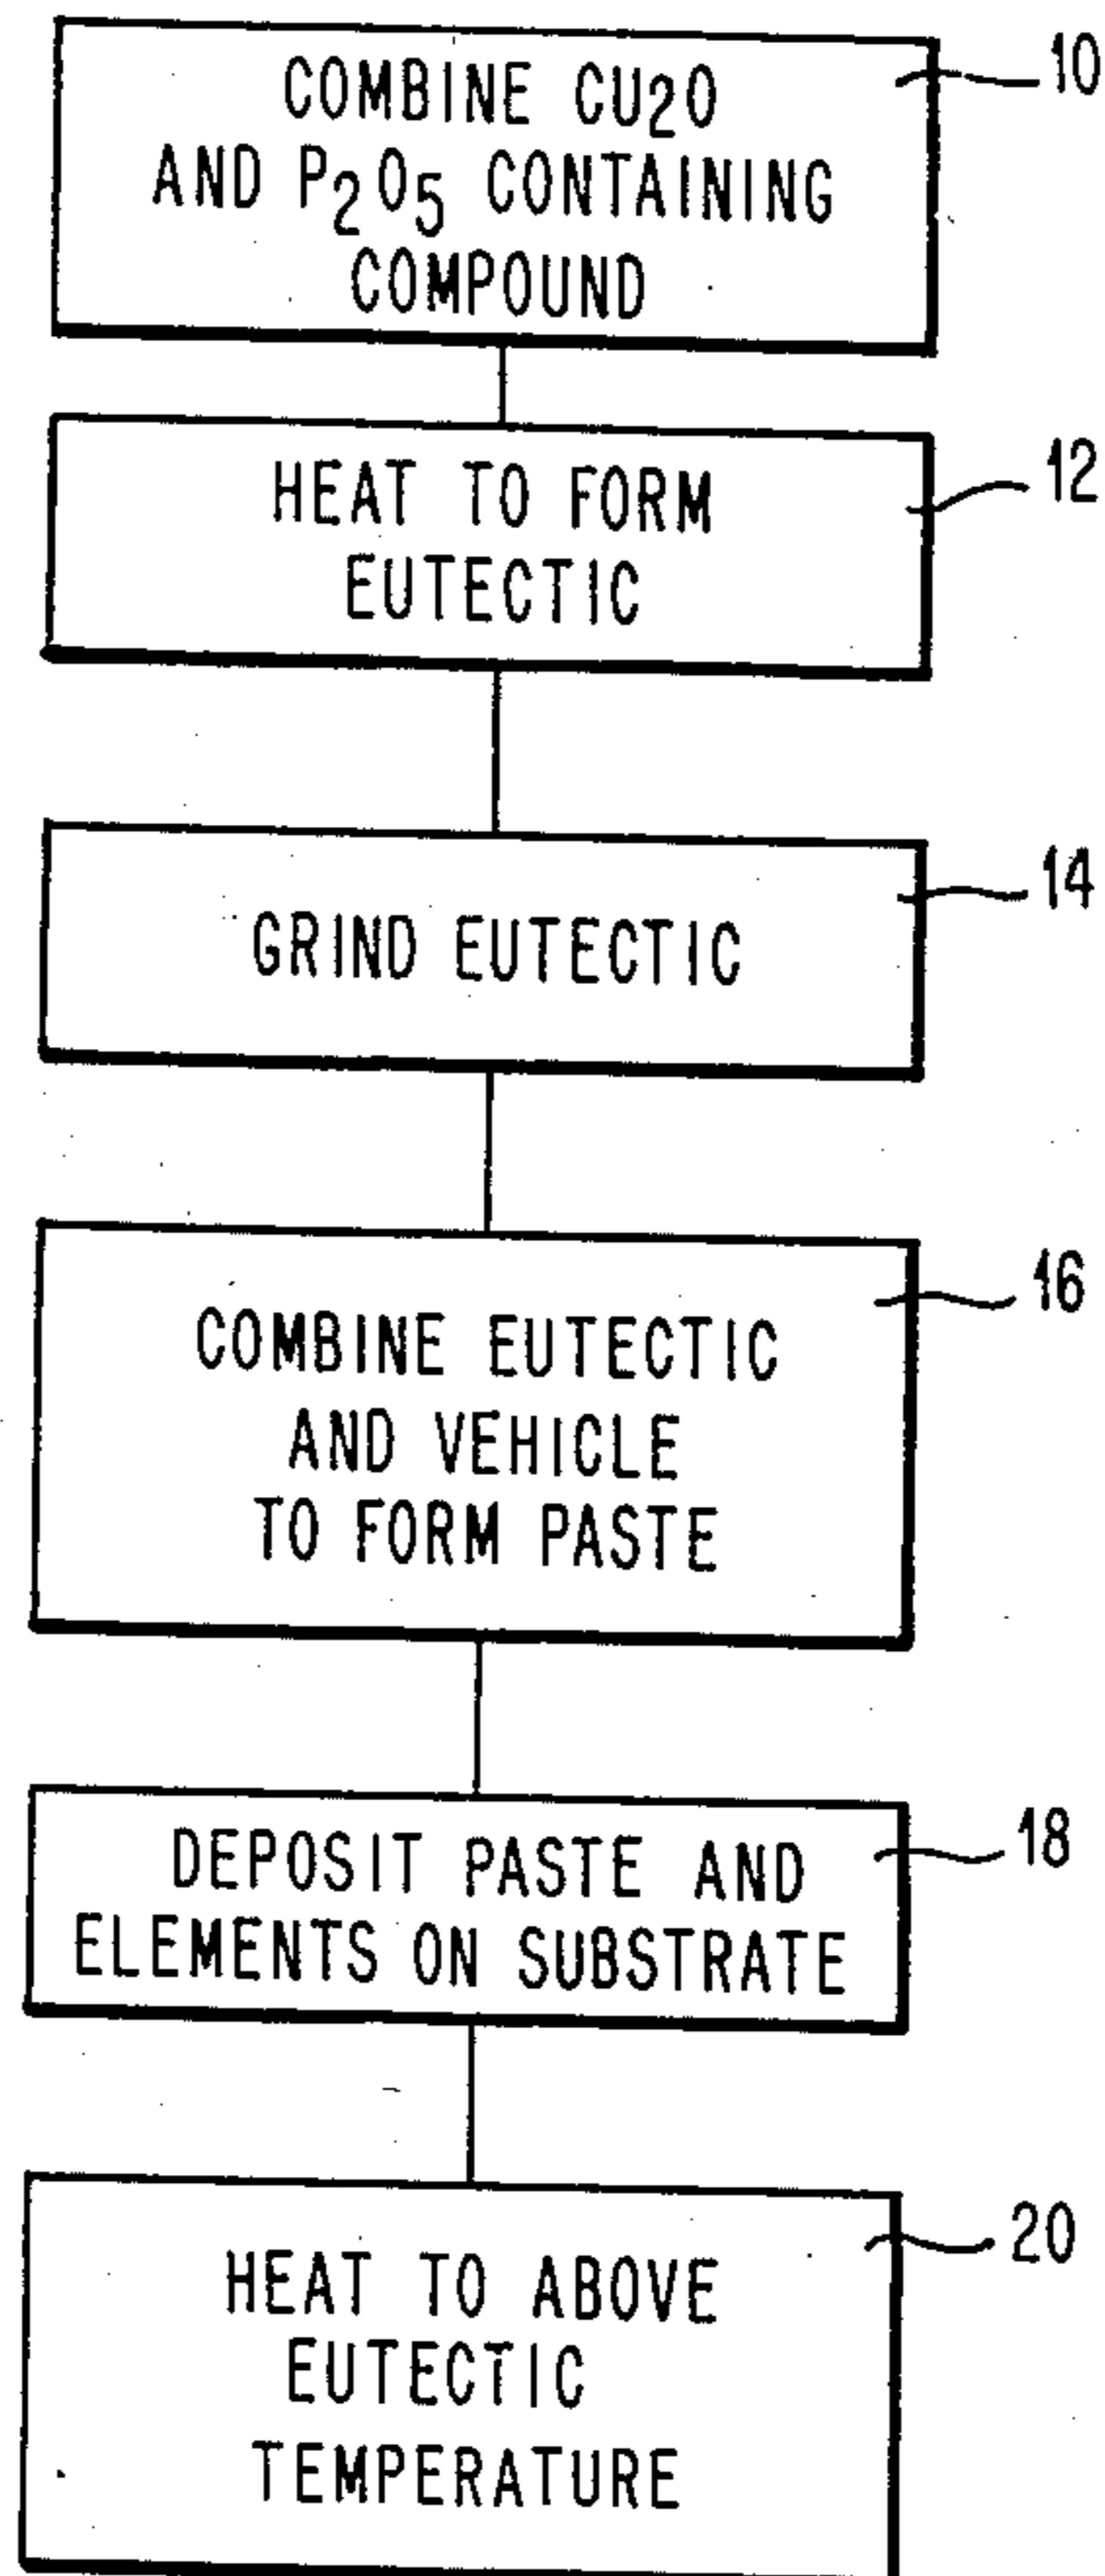 COMBINE CU2O
10
AND P2O5 CONTAINING
COMPOUND
HEAT TO FORM
12
EUTECTIC
14
GRIND EUTECTIC
16
COMBINE EUTECTIC
AND VEHICLE
TO FORM PASTE
18
DEPOSIT PASTE AND
ELEMENTS ON SUBSTRATE
20
HEAT TO ABOVE
EUTECTIC
TEMPERATURE